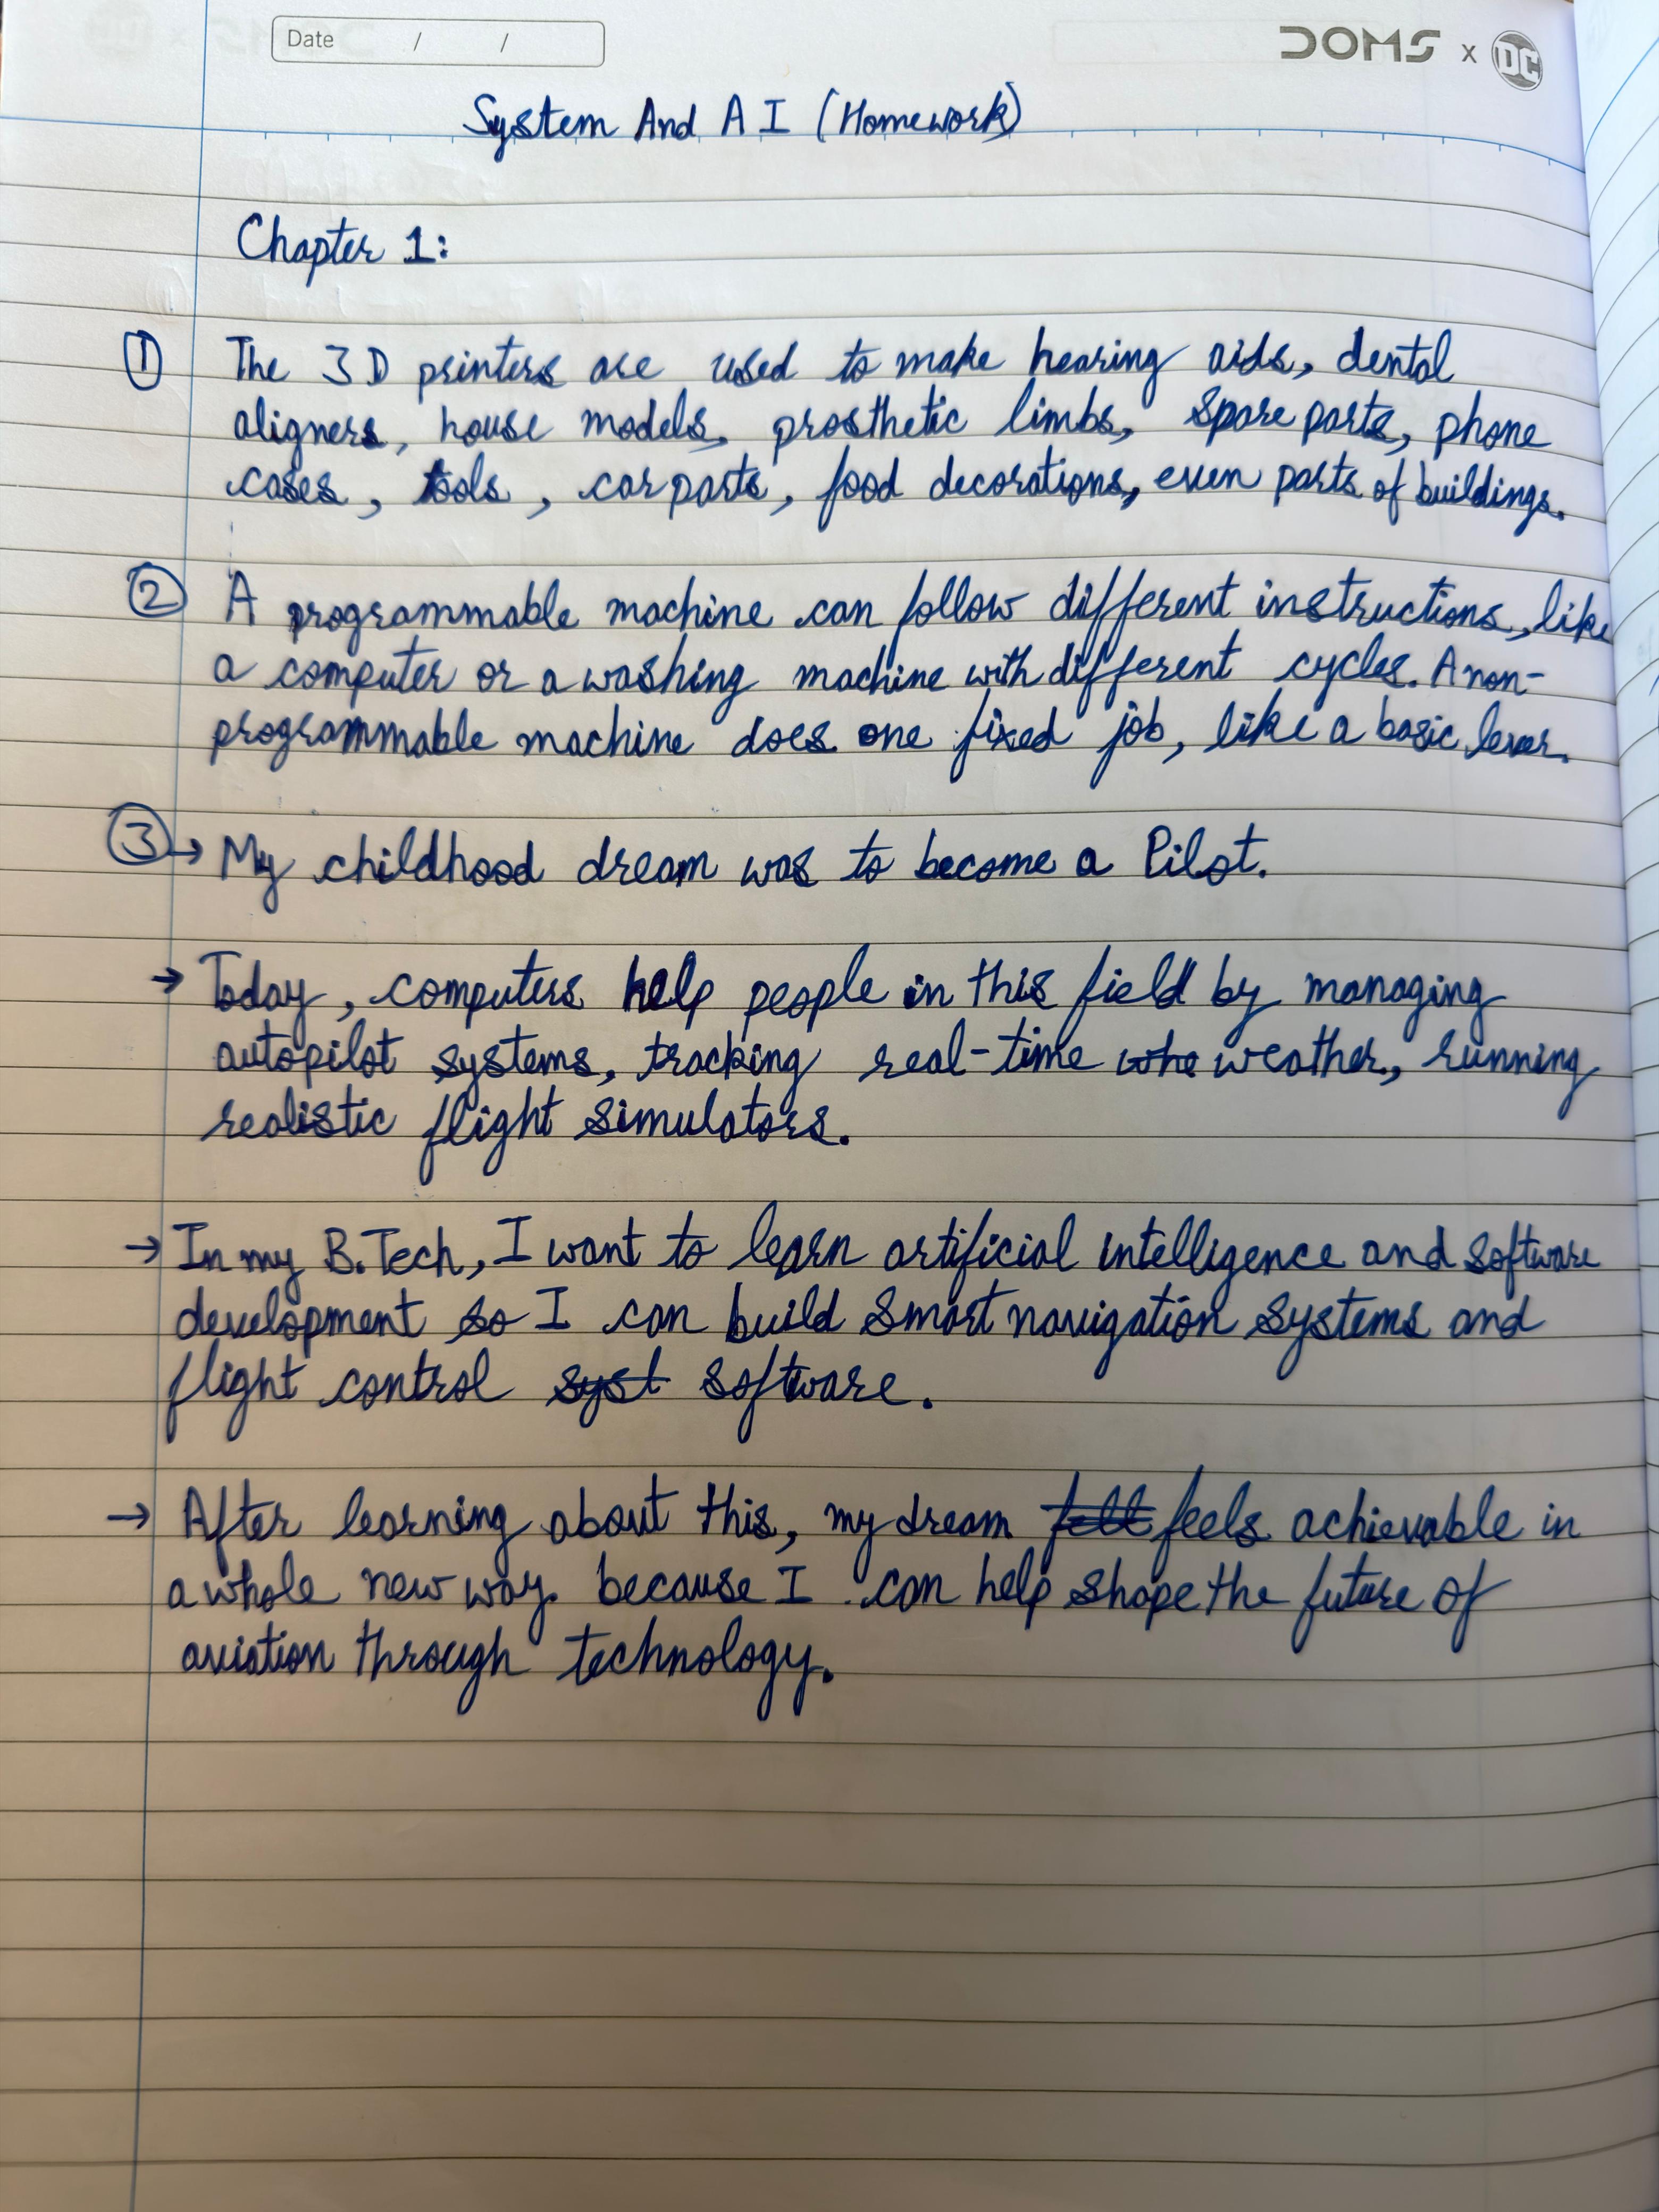 Date / /
DOMS x DC
System And AI (Homework)
Chapter 1:
① The 3D printers are used to make hearing aids, dental
aligners, house models, prosthetic limbs, spare parts, phone
cases, tools, car parts, food decorations, even parts of buildings.
② A programmable machine can follow different instructions, like
a computer or a washing machine with different cycles. A non-
programmable machine does one fixed job, like a basic lever.
③ → My childhood dream was to become a Pilot.
→ Today, computers help people in this field by managing
autopilot systems, tracking real-time whe weather, running
realistic flight simulators.
→ In my B.Tech, I want to learn artificial intelligence and software
development so I can build smart navigation systems and
flight control syst software.
→ After learning about this, my dream felt feels achievable in
a whole new way because I can help shape the future of
aviation through technology.